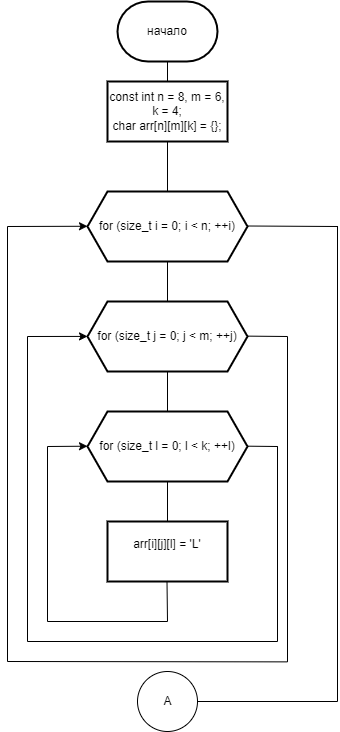 начало
const int n = 8, m = 6,
k = 4;
char arr[n][m][k] = {};
for (size_t i = 0; i < n; ++i)
for (size_t j = 0; j < m; ++j)
for (size_t l = 0; l < k; ++l)
arr[i][j][l] = 'L'
A